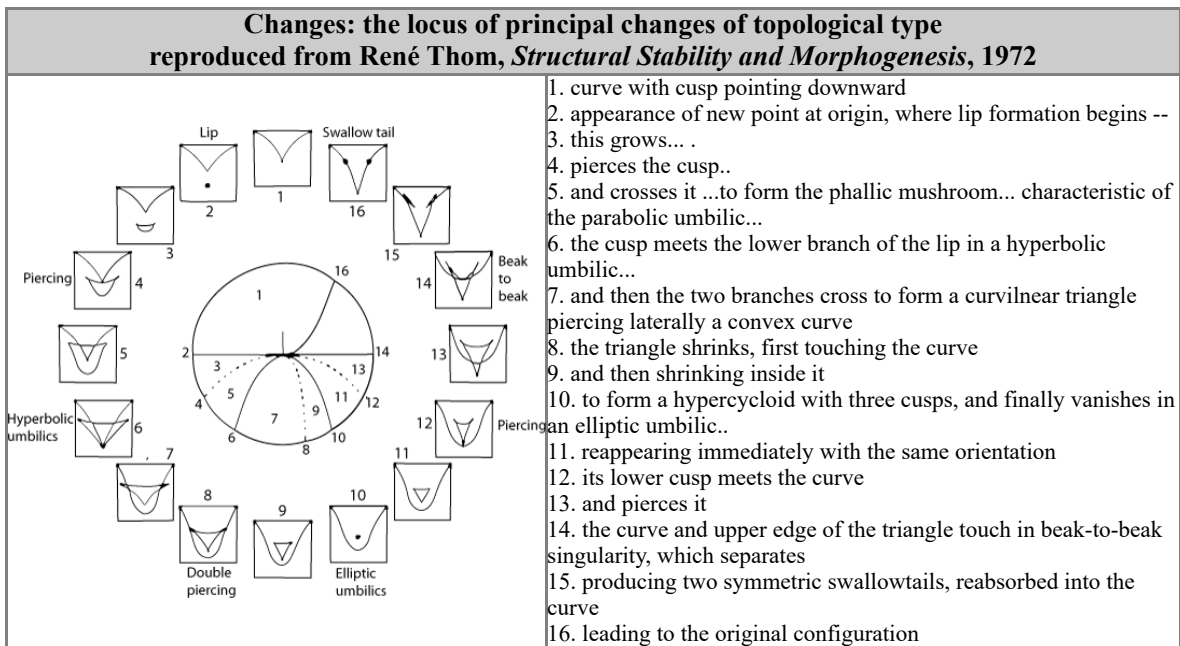 Changes: the locus of principal changes of topological type
reproduced from René Thom, Structural Stability and Morphogenesis, 1972
Lip
Swallow tail
1
2
16
3
15
Piercing
4
14
Beak
to
beak
5
13
Hyperbolic
umbilics
6
12
Piercing
7
11
8
9
10
Double
piercing
Elliptic
umbilics
16
1
2
14
3
13
5
11
4
12
9
7
6
10
8
1. curve with cusp pointing downward
2. appearance of new point at origin, where lip formation begins --
3. this grows... .
4. pierces the cusp..
5. and crosses it ...to form the phallic mushroom... characteristic of
the parabolic umbilic...
6. the cusp meets the lower branch of the lip in a hyperbolic
umbilic...
7. and then the two branches cross to form a curvilnear triangle
piercing laterally a convex curve
8. the triangle shrinks, first touching the curve
9. and then shrinking inside it
10. to form a hypercycloid with three cusps, and finally vanishes in
an elliptic umbilic..
11. reappearing immediately with the same orientation
12. its lower cusp meets the curve
13. and pierces it
14. the curve and upper edge of the triangle touch in beak-to-beak
singularity, which separates
15. producing two symmetric swallowtails, reabsorbed into the
curve
16. leading to the original configuration